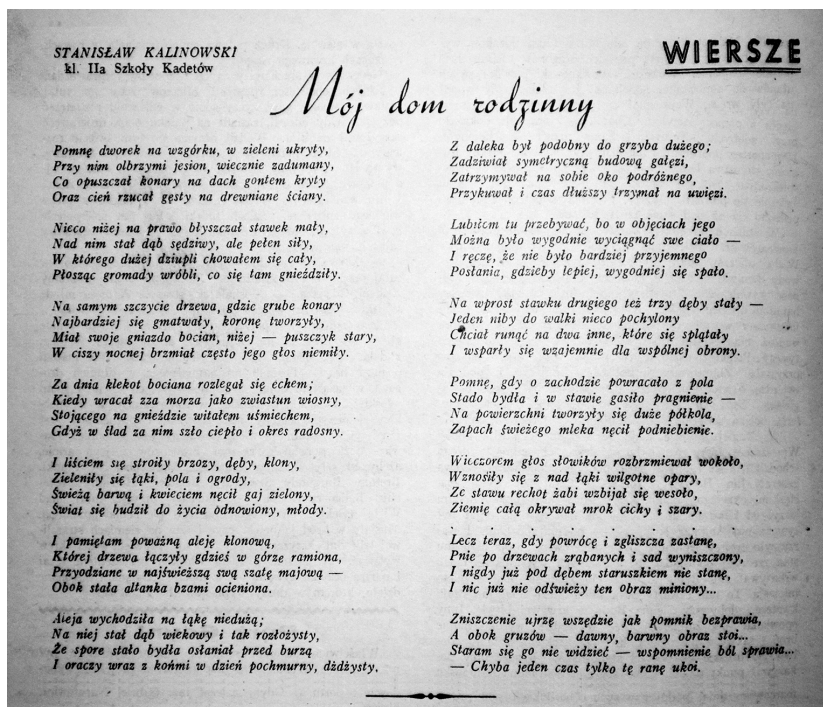 STANISŁAW KALINOWSKI
kl. IIa Szkoły Kadetów
WIERSZE
Mój dom rodzinny
Pomnę dworek na wzgórku, w zieleni ukryty,
Przy nim olbrzymi jesion, wiecznie zadumany,
Co opuszczał konary na dach gontem kryty
Oraz cień rzucał gęsty na drewniane ściany.
Nieco niżej na prawo błyszczał stawek mały,
Nad nim stał dąb sędziwy, ale pełen siły,
W którego dużej dziupli chowałem się cały,
Płosząc gromady wróbli, co się tam gnieździły.
Na samym szczycie drzewa, gdzie grube konary
Najbardziej się gmatwały, koronę tworzyły,
Miał swoje gniazdo bocian, niżej — puszczyk stary,
W ciszy nocnej brzmiał często jego głos niemiły.
Za dnia klekot bociana rozlegał się echem;
Kiedy wracał zza morza jako zwiastun wiosny,
Stojącego na gnieździe witałem uśmiechem,
Gdyż w ślad za nim szło ciepło i okres radosny.
I liściem się stroiły brzozy, dęby, klony,
Zieleniły się łąki, pola i ogrody,
Świeżą barwą i kwieciem nęcił gaj zielony,
Świat się budził do życia odnowiony, młody.
I pamiętam poważną aleję klonową,
Której drzewa łączyły gdzieś w górze ramiona,
Przyodziane w najświeższą swą szatę majową —
Obok stała altanka bzami ocieniona.
Aleja wychodziła na łąkę niedużą;
Na niej stał dąb wiekowy i tak rozłożysty,
Że spore stało bydła osłaniał przed burzą
I oraczy wraz z końmi w dzień pochmurny, dżdżysty.
Z daleka był podobny do grzyba dużego;
Zadziwiał symetryczną budową gałęzi,
Zatrzymywał na sobie oko podróżnego,
Przykuwał i czas dłuższy trzymał na uwięzi.
Lubiłem tu przebywać, bo w objęciach jego
Można było wygodnie wyciągnąć swe ciało —
I ręczę, że nie było bardziej przyjemnego
Posłania, gdzieby lepiej, wygodniej się spało.
Na wprost stawku drugiego też trzy dęby stały —
Jeden niby do walki nieco pochylony
Chciał runąć na dwa inne, które się splątały
I wsparły się wzajemnie dla wspólnej obrony.
Pomnę, gdy o zachodzie powracało z pola
Stado bydła i w stawie gasiło pragnienie —
Na powierzchni tworzyły się duże półkola,
Zapach świeżego mleka nęcił podniebienie.
Wieczorem głos słowików rozbrzmiewał wokoło,
Wznosiły się z nad łąki wilgotne opary,
Ze stawu rechot żabi wzbijał się wesoło,
Ziemię całą okrywał mrok cichy i szary.
Lecz teraz, gdy powrócę i zgliszcza zastanę,
Pnie po drzewach zrąbanych i sad wyniszczony,
I nigdy już pod dębem staruszkiem nie stanę,
I nic już nie odświeży ten obraz miniony...
Zniszczenie ujrzę wszędzie jak pomnik bezprawia,
A obok gruzów — dawny, barwny obraz stoi...
Staram się go nie widzieć — wspomnienie ból sprawia...
— Chyba jeden czas tylko tę ranę ukoi.